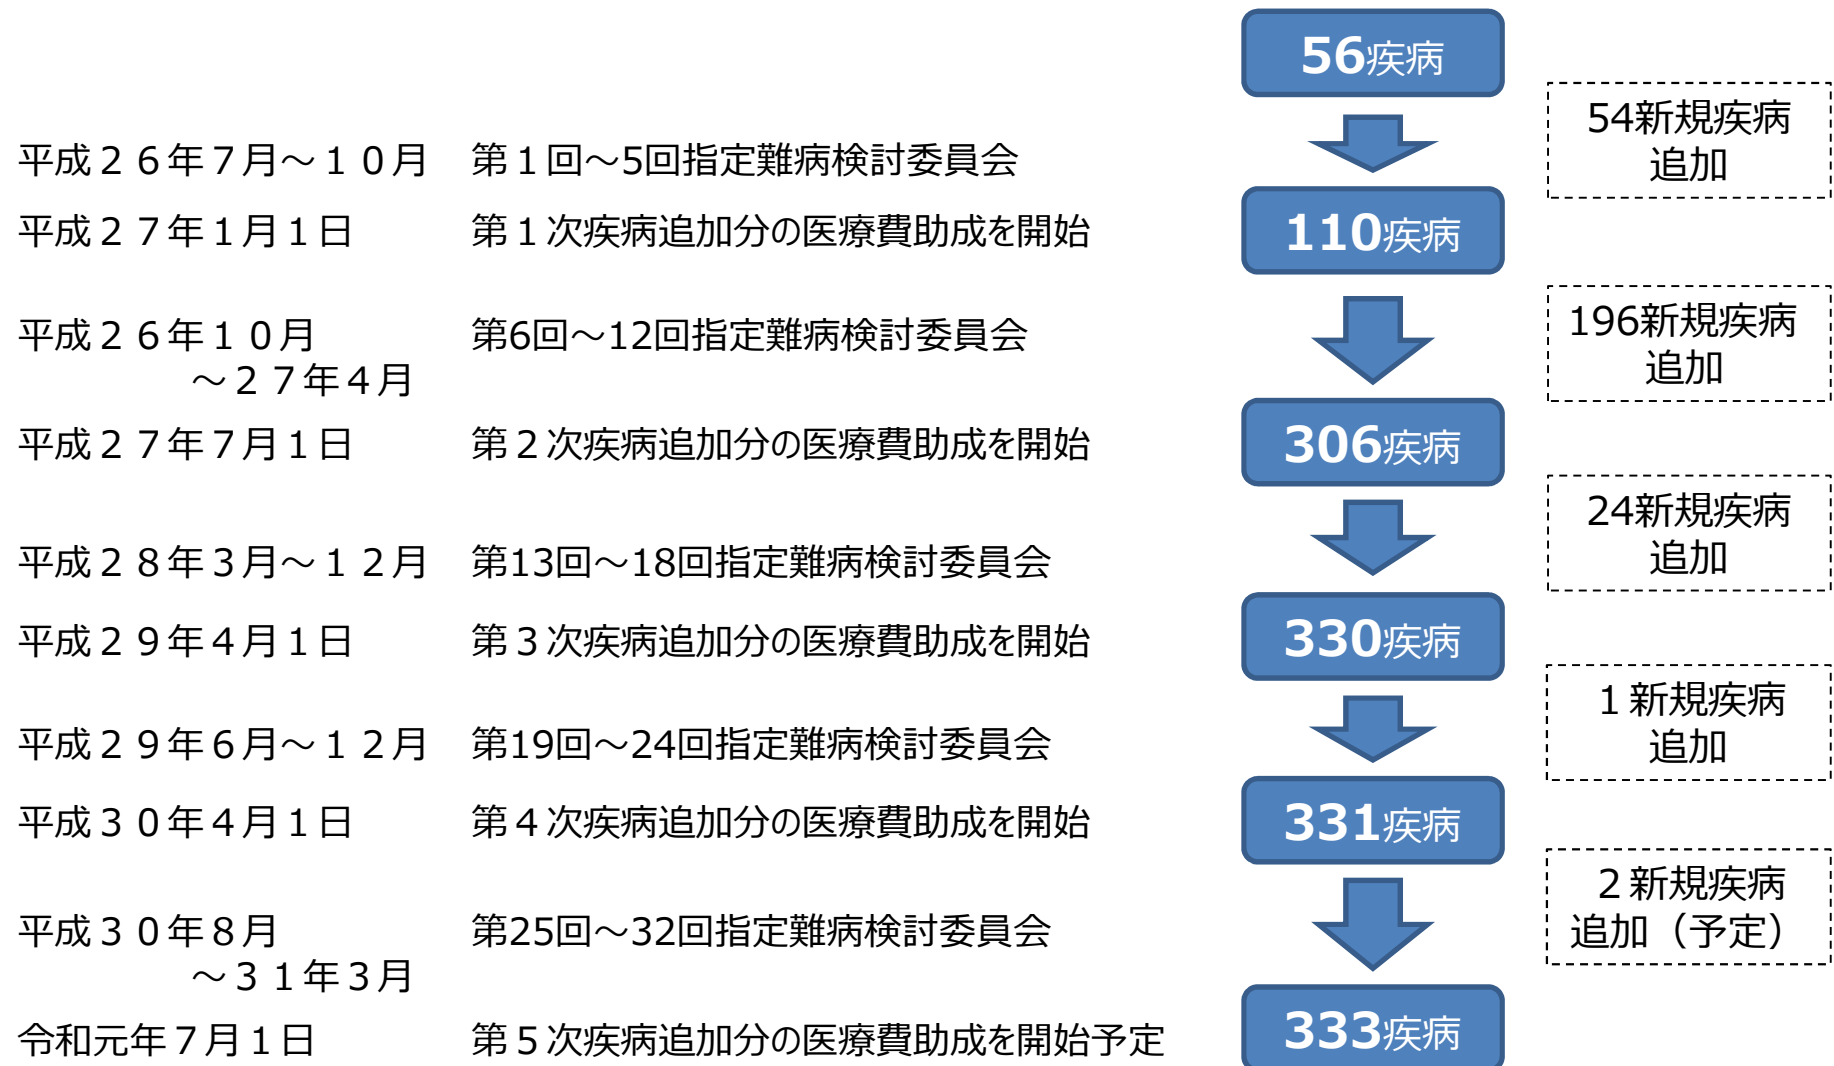 56疾病
54新規疾病
追加
平成２６年７月～１０月　第１回～5回指定難病検討委員会
平成２７年１月１日　第１次疾病追加分の医療費助成を開始
110疾病
196新規疾病
追加
平成２６年１０月　第6回～12回指定難病検討委員会
～２７年４月
平成２７年７月１日　第２次疾病追加分の医療費助成を開始
306疾病
24新規疾病
追加
平成２８年３月～１２月　第13回～18回指定難病検討委員会
平成２９年４月１日　第３次疾病追加分の医療費助成を開始
330疾病
１新規疾病
追加
平成２９年６月～１２月　第19回～24回指定難病検討委員会
平成３０年４月１日　第４次疾病追加分の医療費助成を開始
331疾病
２新規疾病
追加（予定）
平成３０年８月　第25回～32回指定難病検討委員会
～３１年３月
令和元年７月１日　第５次疾病追加分の医療費助成を開始予定
333疾病